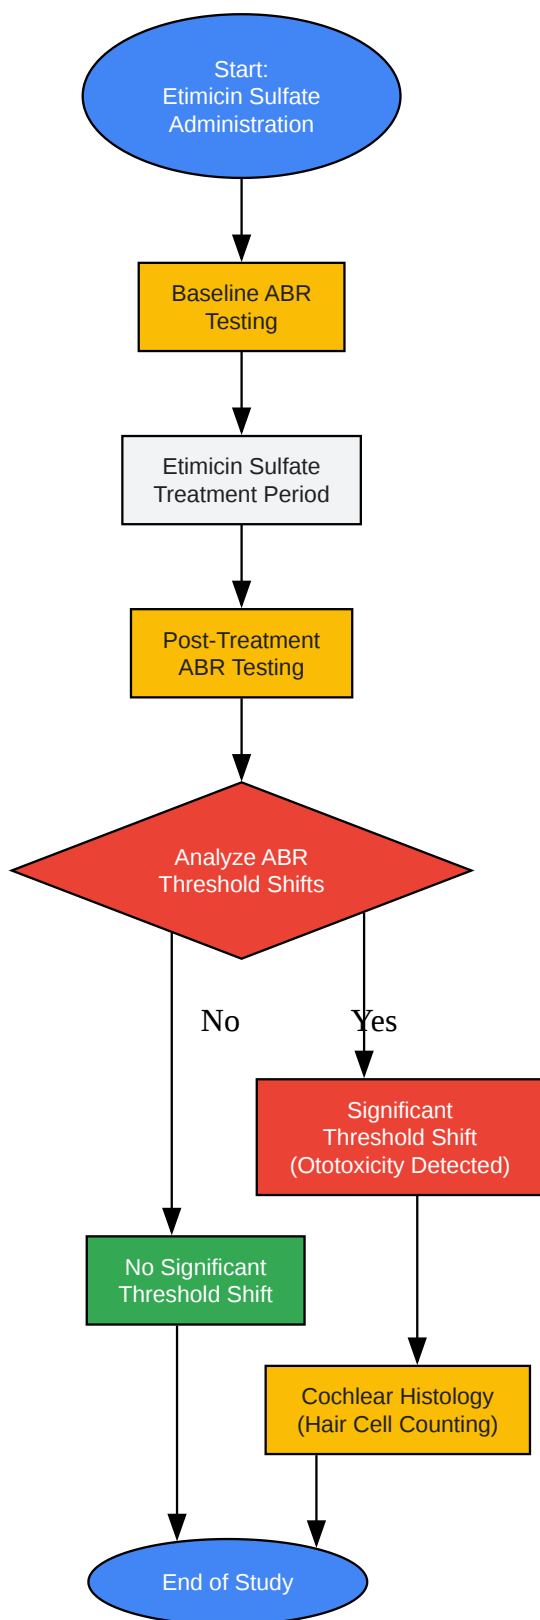 Start:
Etimicin Sulfate
Administration
Baseline ABR
Testing
Etimicin Sulfate
Treatment Period
Post-Treatment
ABR Testing
Analyze ABR
Threshold Shifts
No
Yes
Significant
Threshold Shift
(Ototoxicity Detected)
No Significant
Threshold Shift
Cochlear Histology
(Hair Cell Counting)
End of Study